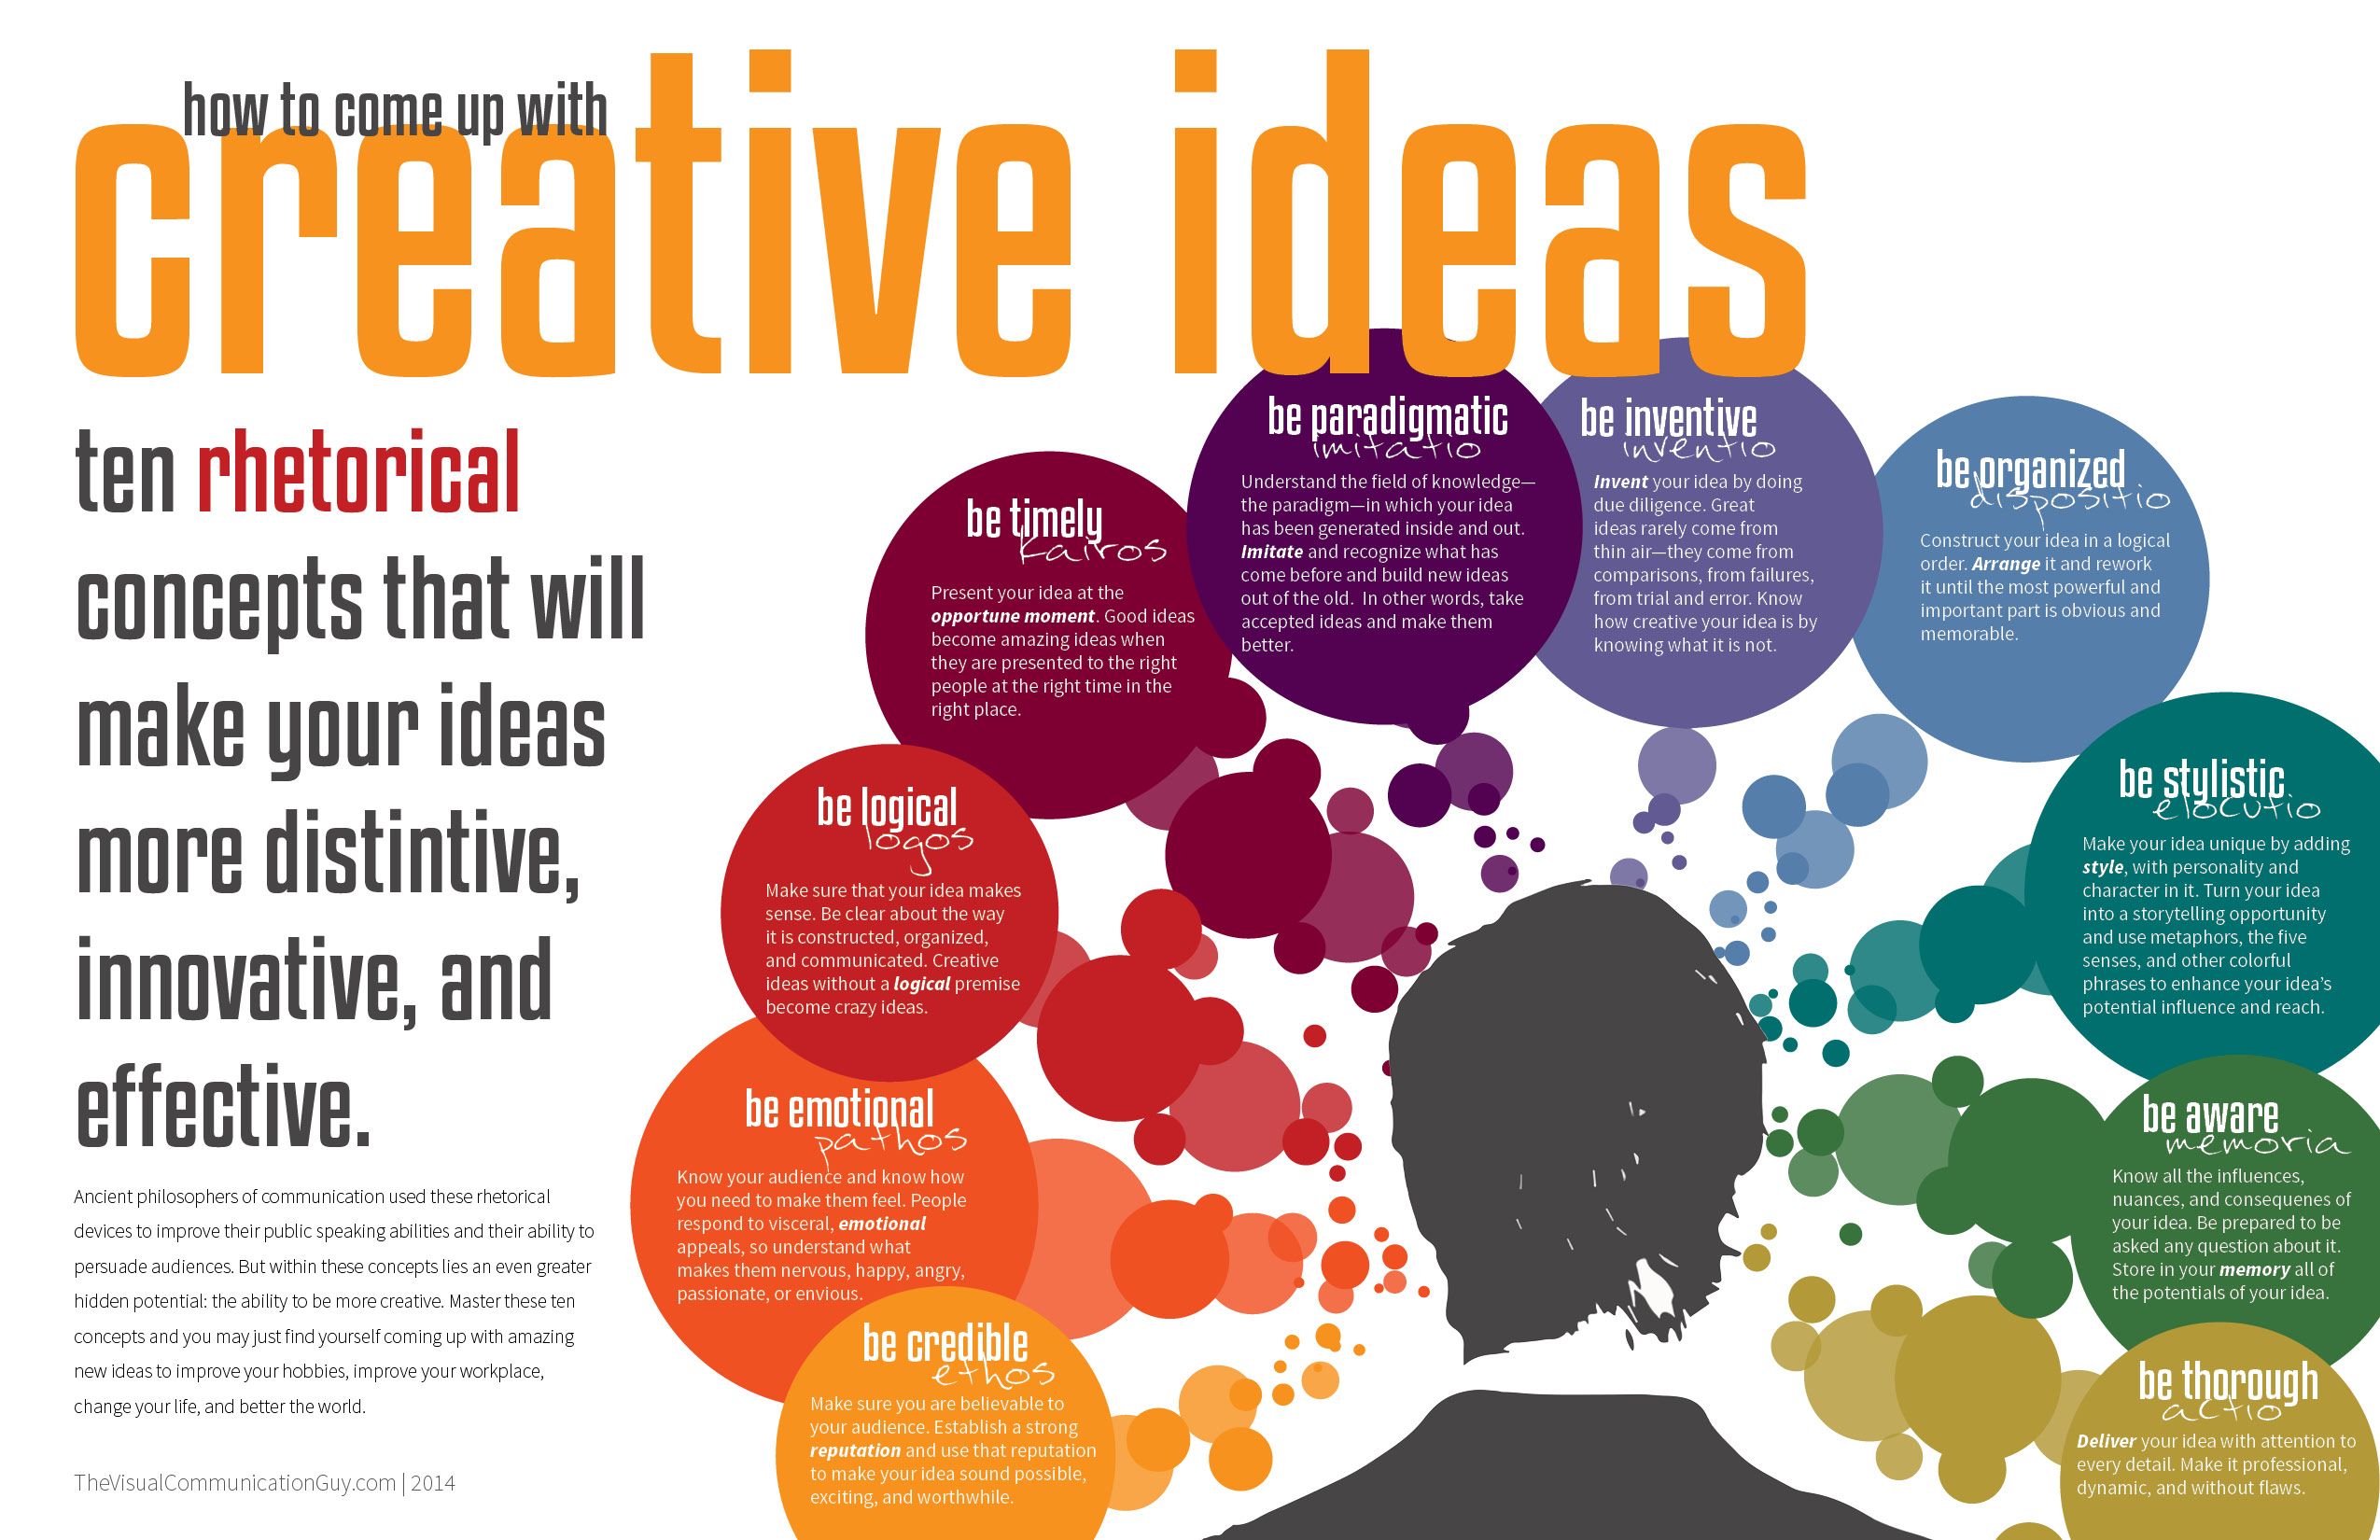 how to come up with
creative ideas
ten rhetorical
concepts that will
make your ideas
more distintive,
innovative, and
effective.
Ancient philosophers of communication used these rhetorical
devices to improve their public speaking abilities and their ability to
persuade audiences. But within these concepts lies an even greater
hidden potential: the ability to be more creative. Master these ten
concepts and you may just find yourself coming up with amazing
new ideas to improve your hobbies, improve your workplace,
change your life, and better the world.
TheVisualCommunicationGuy.com | 2014
be credible
ethos
Make sure you are believable to
your audience. Establish a strong
reputation and use that reputation
to make your idea sound possible,
exciting, and worthwhile.
be emotional
pathos
Know your audience and know how
you need to make them feel. People
respond to visceral, emotional
appeals, so understand what
makes them nervous, happy, angry,
passionate, or envious.
be logical
logos
Make sure that your idea makes
sense. Be clear about the way
it is constructed, organized,
and communicated. Creative
ideas without a logical premise
become crazy ideas.
be timely
kairos
Present your idea at the
opportune moment. Good ideas
become amazing ideas when
they are presented to the right
people at the right time in the
right place.
be paradigmatic
imitatio
Understand the field of knowledge—
the paradigm—in which your idea
has been generated inside and out.
Imitate and recognize what has
come before and build new ideas
out of the old. In other words, take
accepted ideas and make them
better.
be inventive
inventio
Invent your idea by doing
due diligence. Great
ideas rarely come from
thin air—they come from
comparisons, from failures,
from trial and error. Know
how creative your idea is by
knowing what it is not.
be organized
dispositio
Construct your idea in a logical
order. Arrange it and rework
it until the most powerful and
important part is obvious and
memorable.
be stylistic
elocutio
Make your idea unique by adding
style, with personality and
character in it. Turn your idea
into a storytelling opportunity
and use metaphors, the five
senses, and other colorful
phrases to enhance your idea’s
potential influence and reach.
be aware
memoria
Know all the influences,
nuances, and consequenes of
your idea. Be prepared to be
asked any question about it.
Store in your memory all of
the potentials of your idea.
be thorough
actio
Deliver your idea with attention to
every detail. Make it professional,
dynamic, and without flaws.